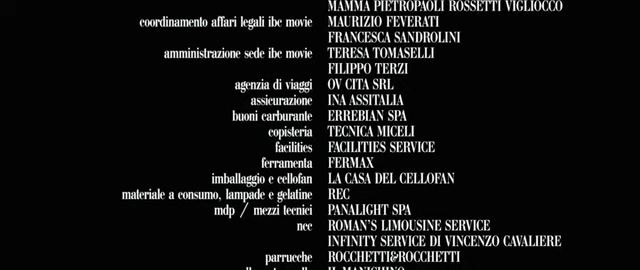 MAMMA PIETROPAOLI ROSSETTI VIGLIOCCO
coordinamento affari legali ibc movie MAURIZIO FEVERATI
FRANCESCA SANDROLINI
amministrazione sede ibc movie TERESA TOMASELLI
FILIPPO TERZI
agenzia di viaggi OV CITA SRL
assicurazione INA ASSITALIA
buoni carburante ERREBIAN SPA
copisteria TECNICA MICELI
facilities FACILITIES SERVICE
ferramenta FERMAX
imballaggio e cellofan LA CASA DEL CELLOFAN
materiale a consumo, lampade e gelatine REC
mdp / mezzi tecnici PANALIGHT SPA
ncc ROMAN'S LIMOUSINE SERVICE
INFINITY SERVICE DI VINCENZO CAVALIERE
parrucche ROCCHETTI&ROCCHETTI
IL MANICHINO